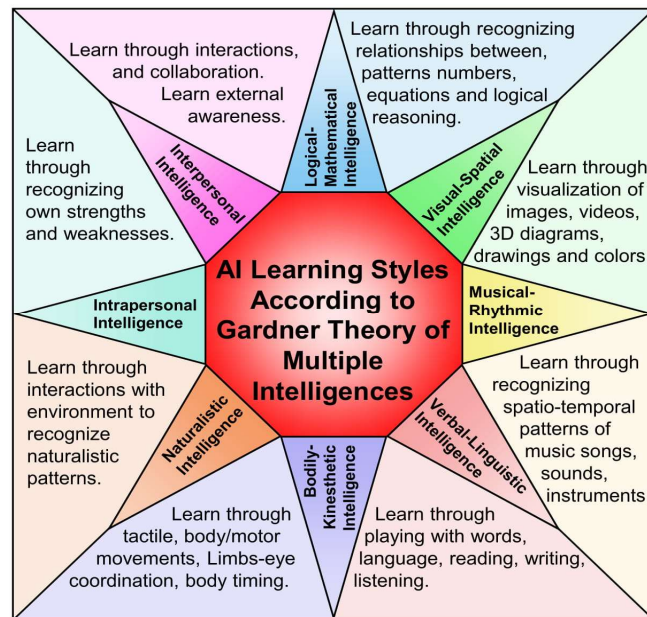 Learn through interactions,
and collaboration.
Learn external
awareness.
Learn through recognizing
relationships between,
patterns numbers,
equations and logical
reasoning.
Logical-
Mathematical
Intelligence
Interpersonal
Intelligence
Visual-Spatial
Intelligence
Learn
through
recognizing
own strengths
and weaknesses.
Learn through
visualization of
images, videos,
3D diagrams,
drawings and colors
AI Learning Styles
According to
Gardner Theory of
Multiple
Intelligences
Intrapersonal
Intelligence
Musical-
Rhythmic
Intelligence
Learn through
interactions with
environment to
recognize
naturalistic
patterns.
Naturalistic
Intelligence
Bodily-
Kinesthetic
Intelligence
Verbal-Linguistic
Intelligence
Learn through
recognizing
spatio-temporal
patterns of
music songs,
sounds,
instruments
Learn through
tactile, body/motor
movements, Limbs-eye
coordination, body timing.
Learn through
playing with words,
language, reading, writing,
listening.